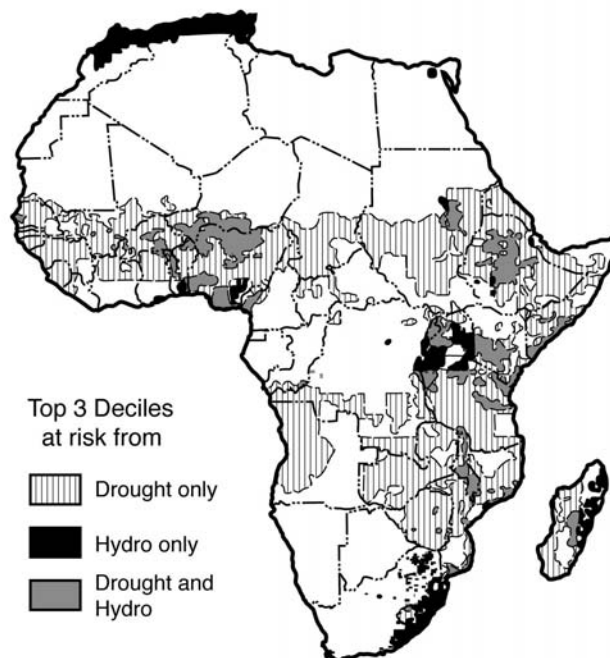 Top 3 Deciles
at risk from
Drought only
Hydro only
Drought and
Hydro